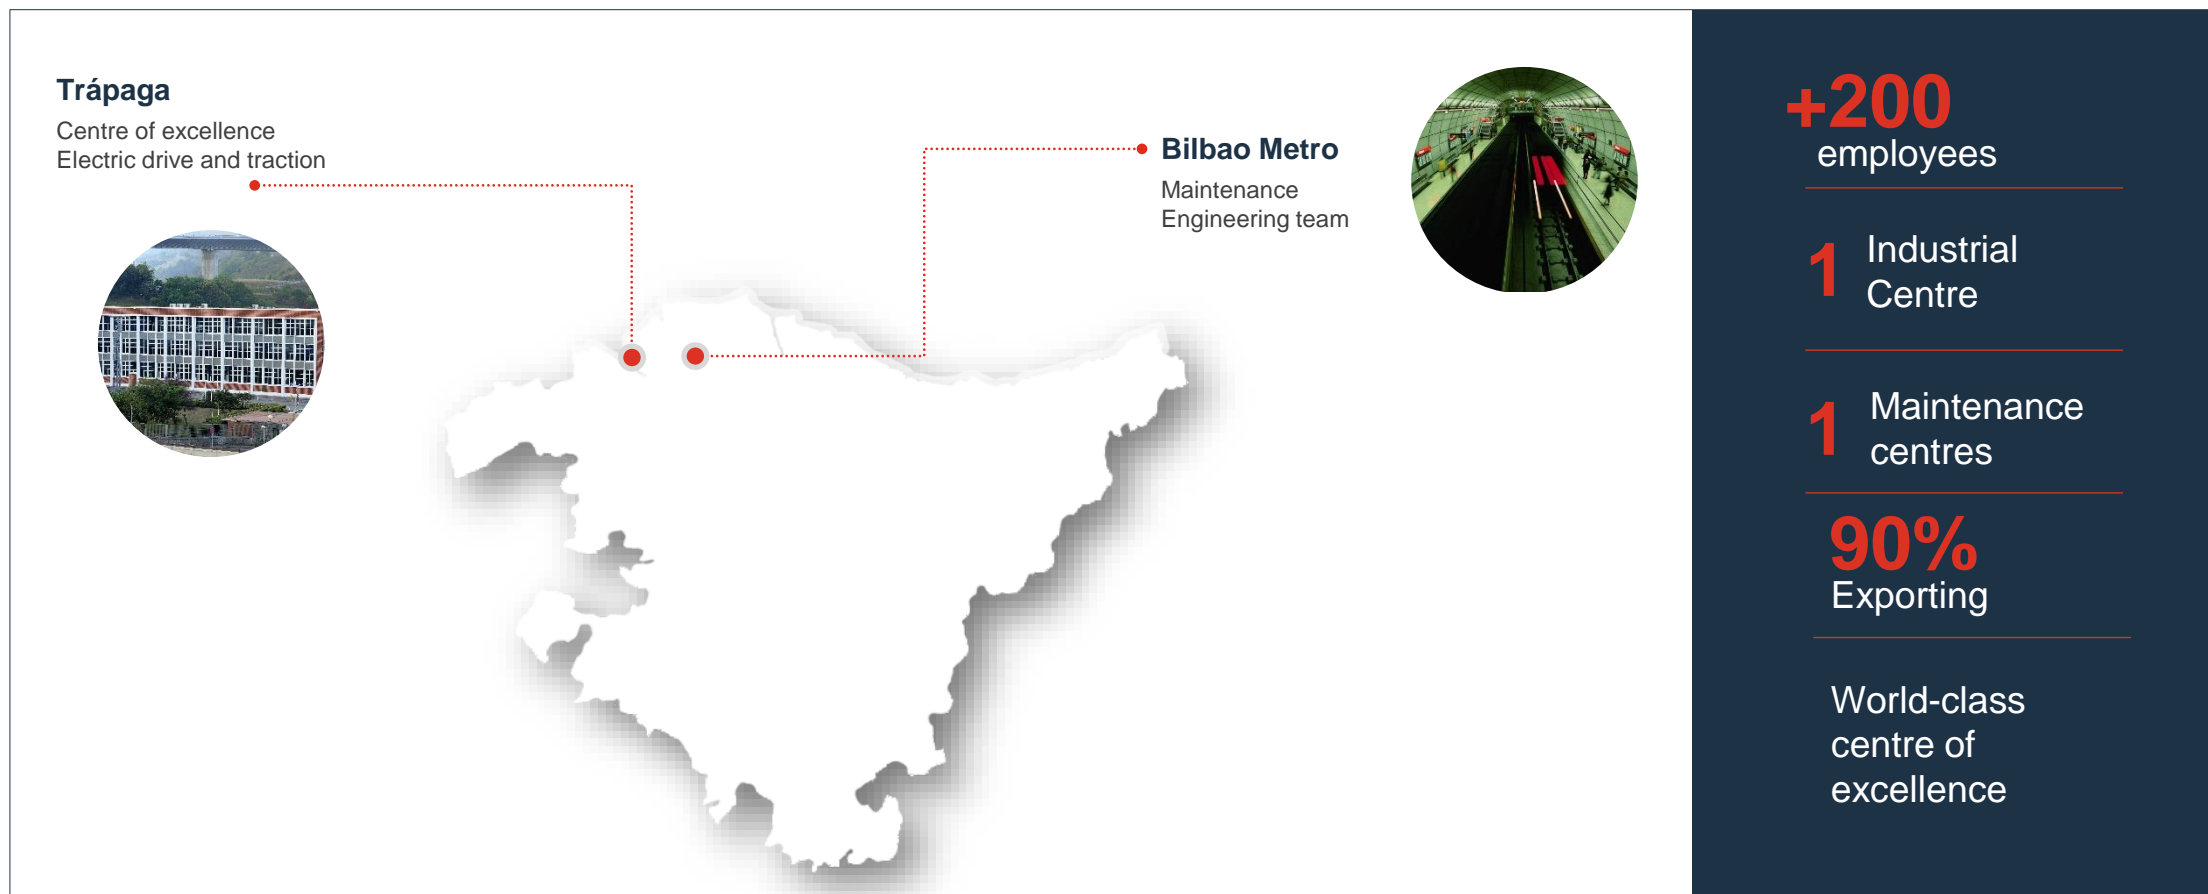 Trápaga
Centre of excellence
Electric drive and traction
Bilbao Metro
Maintenance
Engineering team
+200
employees
1
Industrial
Centre
1
Maintenance
centres
90%
Exporting
World-class
centre of
excellence